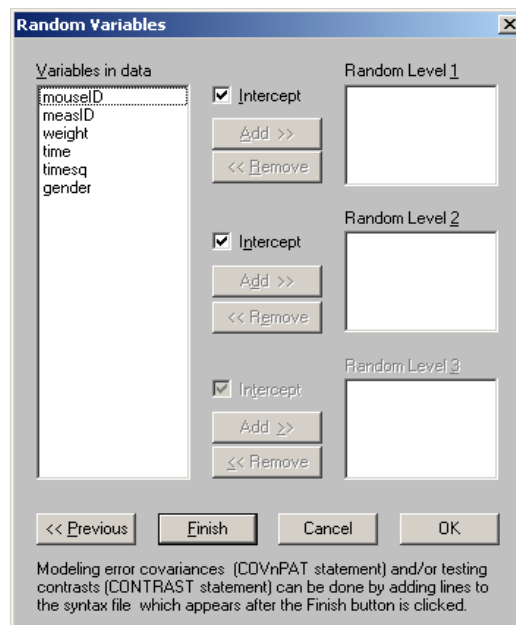 Random Variables
Variables in data
mouseID
measID
weight
time
timesq
gender
Intercept
Add >>
<< Remove
Random Level 1
Intercept
Add >>
<< Remove
Random Level 2
Intercept
Add >>
<< Remove
Random Level 3
<< Previous
Finish
Cancel
OK
Modeling error covariances (COVnPAT statement) and/or testing
contrasts (CONTRAST statement) can be done by adding lines to
the syntax file which appears after the Finish button is clicked.